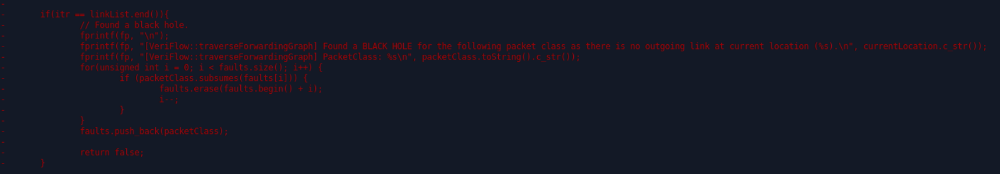 -
-	if(itr == linkList.end()){
-		// Found a black hole.
-		fprintf(fp, "\n");
-		fprintf(fp, "[VeriFlow::traverseForwardingGraph] Found a BLACK HOLE for the following packet class as there is no outgoing link at current location (%s).\n", currentLocation.c_str());
-		fprintf(fp, "[VeriFlow::traverseForwardingGraph] PacketClass: %s\n", packetClass.toString().c_str());
-		for(unsigned int i = 0; i < faults.size(); i++) {
-			if (packetClass.subsumes(faults[i])) {
-				faults.erase(faults.begin() + i);
-				i--;
-			}
-		}
-		faults.push_back(packetClass);
-
-		return false;
-	}